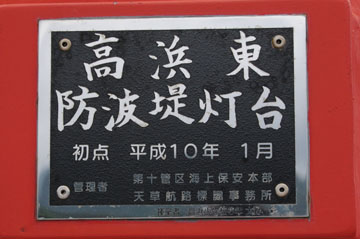 高浜東
防波堤灯台
初点 平成10年 1月
管理者 第十管区海上保安本部
天草航路標識事務所